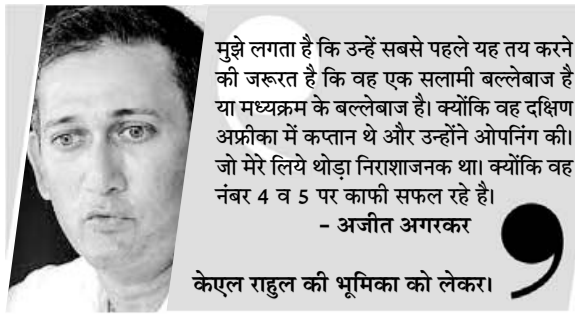 मुझे लगता है कि उन्हें सबसे पहले यह तय करने
की जरूरत है कि वह एक सलामी बल्लेबाज है
या मध्यक्रम के बल्लेबाज है। क्योंकि वह दक्षिण
अफ्रीका में कप्तान थे और उन्होंने ओपनिंग की।
जो मेरे लिये थोड़ा निराशाजनक था। क्योंकि वह
नंबर 4 व 5 पर काफी सफल रहे है।
– अजीत अगरकर
केएल राहुल की भूमिका को लेकर।